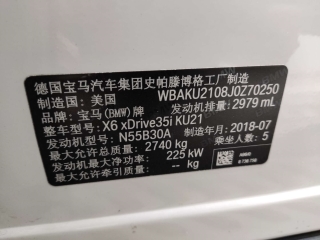 德国宝马汽车集团史帕滕博格工厂制造
制造国：美国 WBAKU2108J0Z70250
品牌：宝马(BMW)牌 发动机排量：2979 mL
整车型号：X6 xDrive35i KU21
发动机型号：N55B30A 制造年月：2018-07
最大允许总质量：2740 kg 乘坐人数：5
发动机最大净功率：225 kW
最大允许牵引质量：-- kg